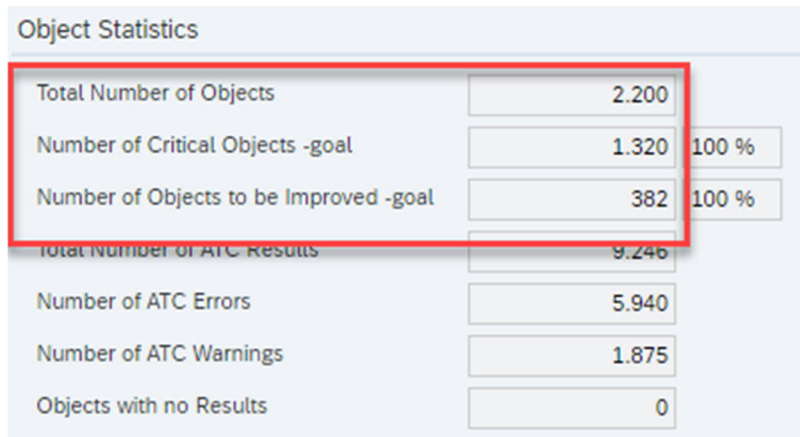 Object Statistics
Total Number of Objects 2.200
Number of Critical Objects -goal 1.320 100 %
Number of Objects to be Improved -goal 382 100 %
Total Number of ATC Results 9.246
Number of ATC Errors 5.940
Number of ATC Warnings 1.875
Objects with no Results 0